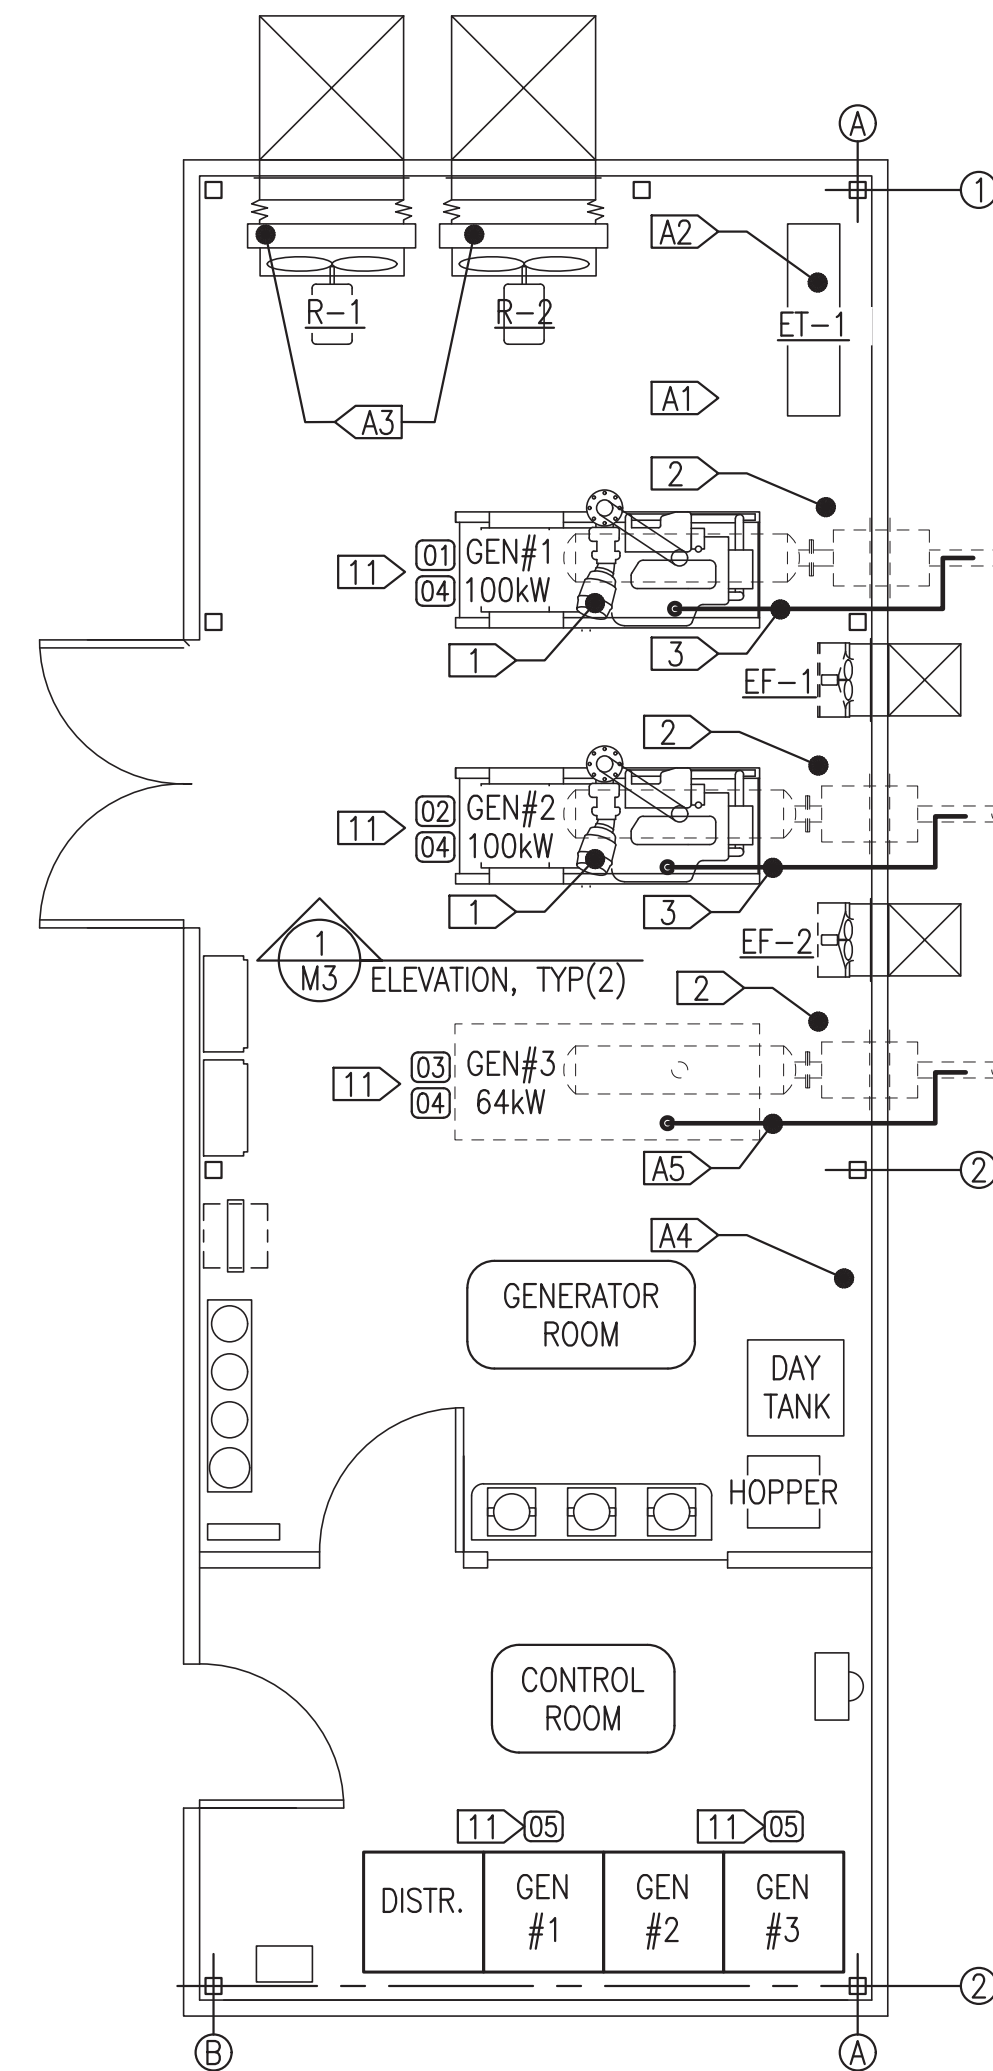 A
1
A2
R-1
R-2
ET-1
A1
A3
2
01
GEN#1
11
04
100kW
1
3
EF-1
2
02
GEN#2
11
04
100kW
1
3
EF-2
1
M3
ELEVATION, TYP(2)
2
03
GEN#3
11
04
64kW
A5
2
A4
GENERATOR
ROOM
DAY
TANK
HOPPER
CONTROL
ROOM
11 05
11 05
DISTR.
GEN
#1
GEN
#2
GEN
#3
2
B
A